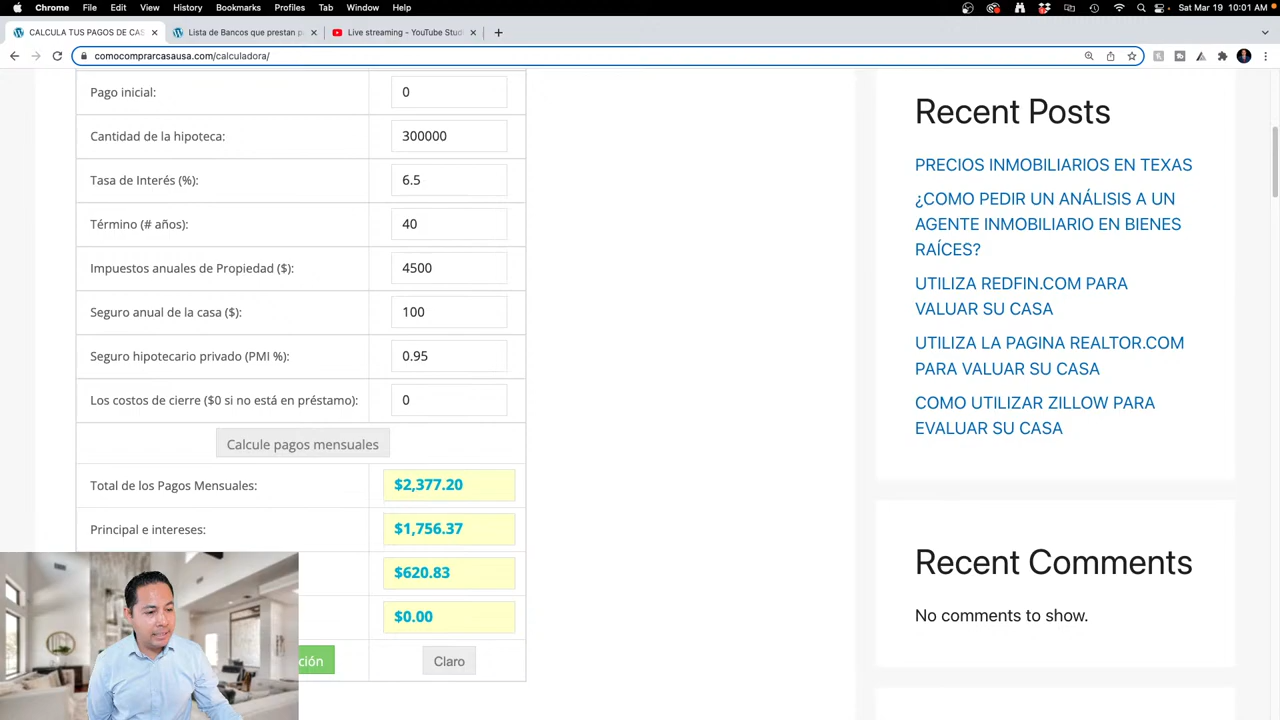 Chrome File Edit View History Bookmarks Profiles Tab Window Help Sat Mar 19 10:01 AM
CALCULA TUS PAGOS DE CAS
Lista de Bancos que prestan p
Live streaming - YouTube Studi
comocomprarcasausa.com/calculadora/
Pago inicial: 0
Cantidad de la hipoteca: 300000
Tasa de Interés (%): 6.5
Término (# años): 40
Impuestos anuales de Propiedad ($): 4500
Seguro anual de la casa ($): 100
Seguro hipotecario privado (PMI %): 0.95
Los costos de cierre ($0 si no está en préstamo): 0
Calcule pagos mensuales
Total de los Pagos Mensuales: $2,377.20
Principal e intereses: $1,756.37
$620.83
$0.00
ción Claro
Recent Posts
PRECIOS INMOBILIARIOS EN TEXAS
¿COMO PEDIR UN ANÁLISIS A UN
AGENTE INMOBILIARIO EN BIENES
RAÍCES?
UTILIZA REDFIN.COM PARA
VALUAR SU CASA
UTILIZA LA PAGINA REALTOR.COM
PARA VALUAR SU CASA
COMO UTILIZAR ZILLOW PARA
EVALUAR SU CASA
Recent Comments
No comments to show.